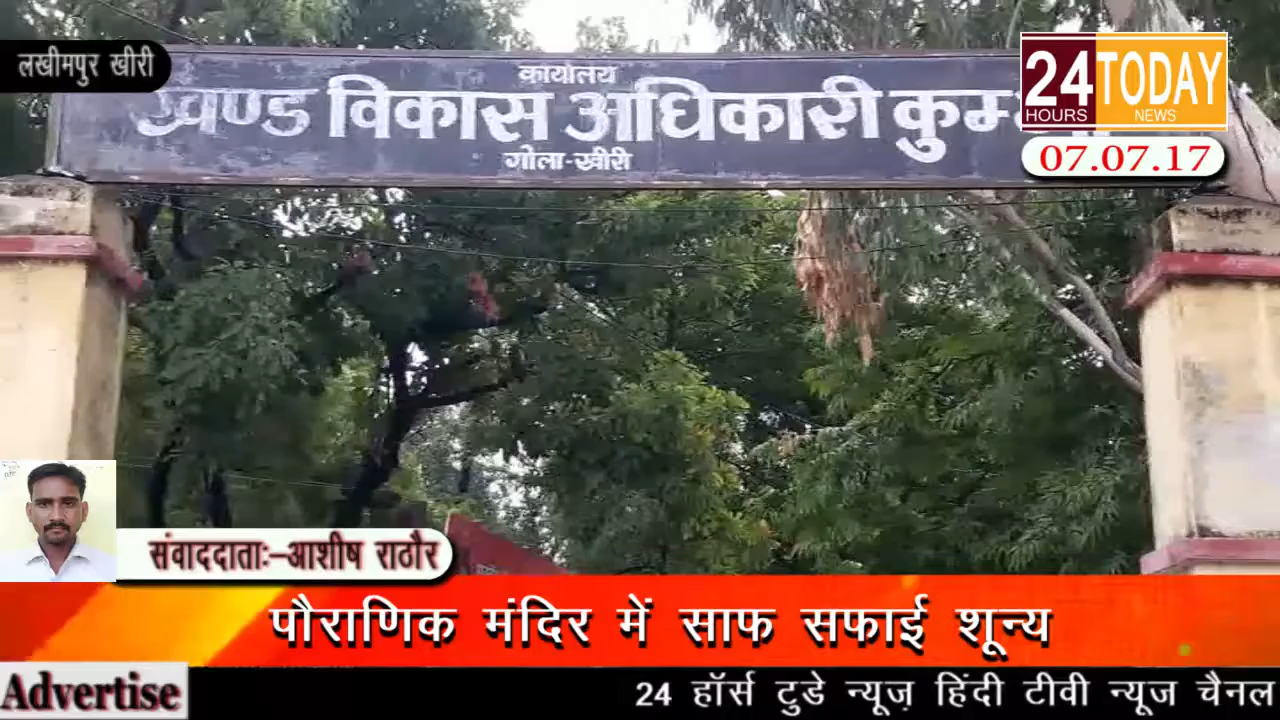 लखीमपुर खीरी
कार्यालय
खण्ड विकास अधिकारी
गोला-खीरी
24 TODAY
HOURS NEWS
07.07.17
संवाददाताः-आशीष राठौर
पौराणिक मंदिर में साफ सफाई शून्य
Advertise
24 हॉर्स टुडे न्यूज़ हिंदी टीवी न्यूज चैनल